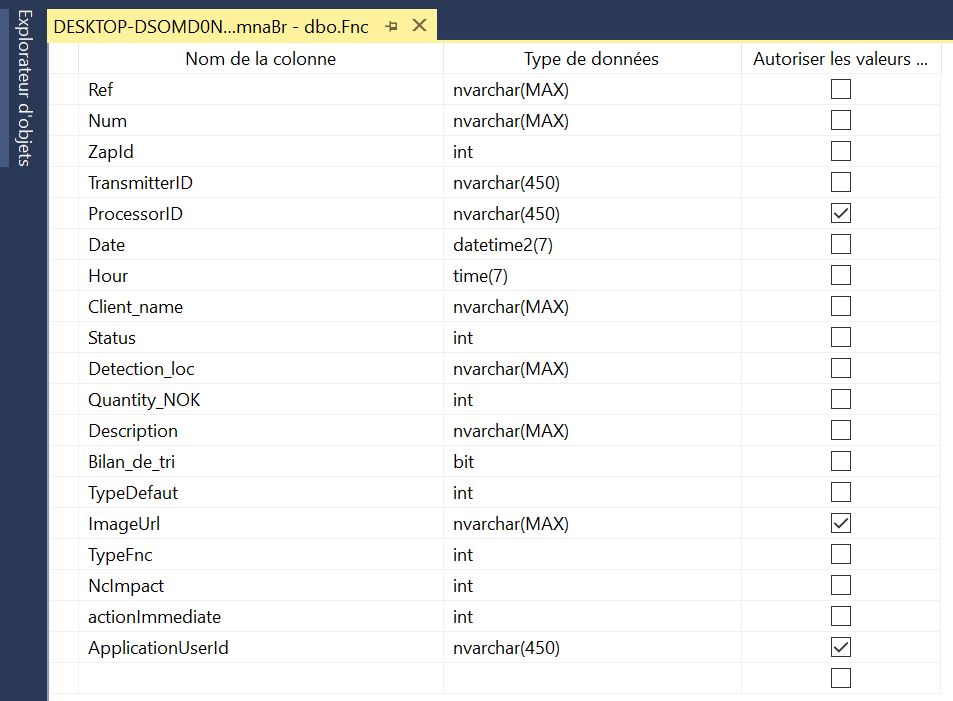 Explorateur d'objets
DESKTOP-DSOMD0N...mnaBr - dbo.Fnc
Nom de la colonne Type de données Autoriser les valeurs ...
Ref nvarchar(MAX)
Num nvarchar(MAX)
ZapId int
TransmitterID nvarchar(450)
ProcessorID nvarchar(450)
Date datetime2(7)
Hour time(7)
Client_name nvarchar(MAX)
Status int
Detection_loc nvarchar(MAX)
Quantity_NOK int
Description nvarchar(MAX)
Bilan_de_tri bit
TypeDefaut int
ImageUrl nvarchar(MAX)
TypeFnc int
NcImpact int
actionImmediate int
ApplicationUserId nvarchar(450)